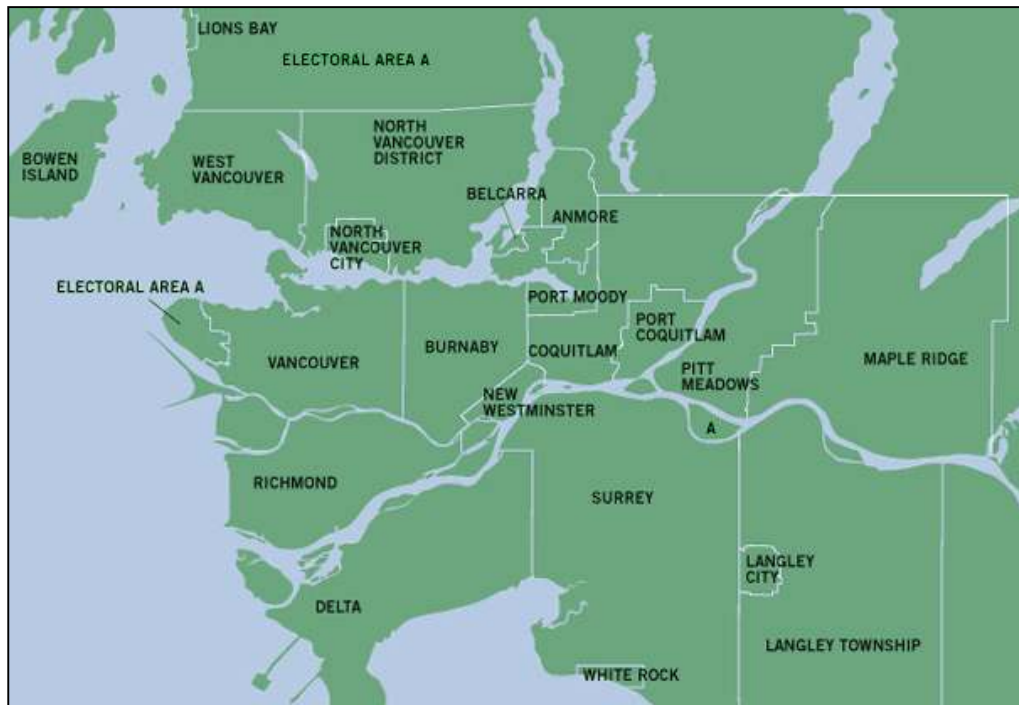 LIONS BAY
ELECTORAL AREA A
BOWEN
ISLAND
WEST
VANCOUVER
NORTH
VANCOUVER
DISTRICT
BELCARRA
ANMORE
NORTH
VANCOUVER
CITY
ELECTORAL AREA A
PORT MOODY
VANCOUVER
BURNABY
COQUITLAM
PORT
COQUITLAM
PITT
MEADOWS
MAPLE RIDGE
NEW
WESTMINSTER
A
RICHMOND
SURREY
LANGLEY
CITY
DELTA
LANGLEY TOWNSHIP
WHITE ROCK